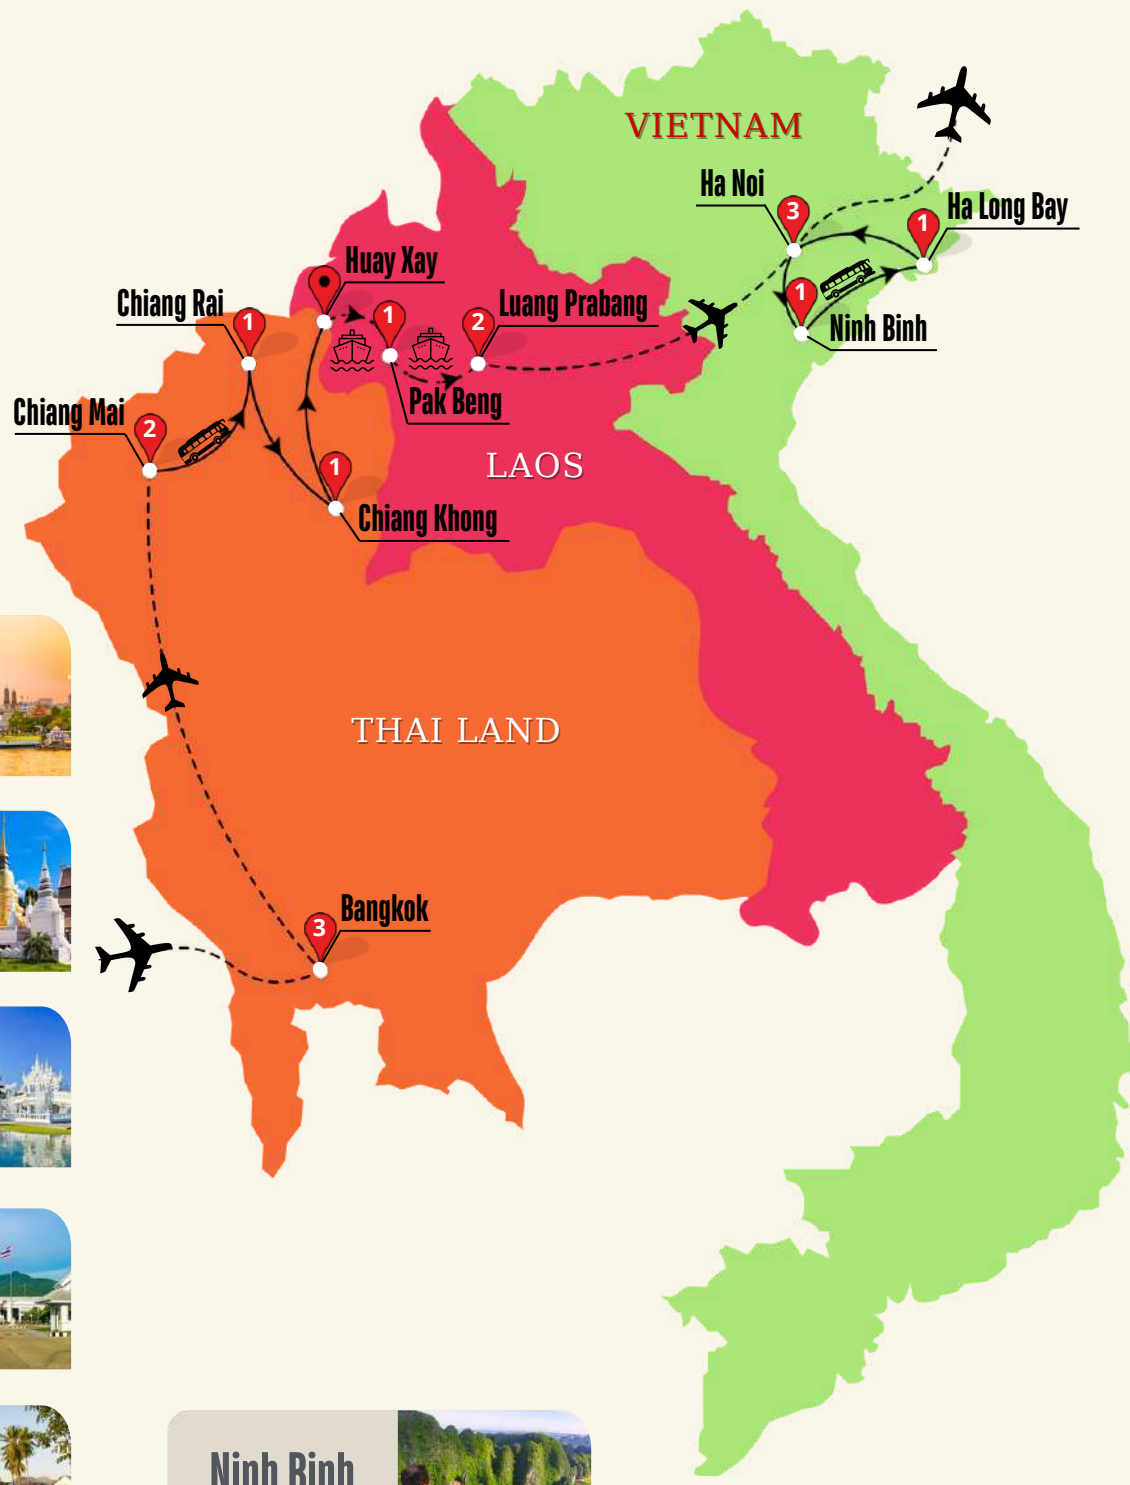 VIETNAM
Ha Noi
3
1
Ha Long Bay
Huay Xay
Chiang Rai
1
1
Luang Prabang
2
1
Ninh Binh
Pak Beng
Chiang Mai
2
LAOS
1
Chiang Khong
THAI LAND
Bangkok
3
Ninh Binh